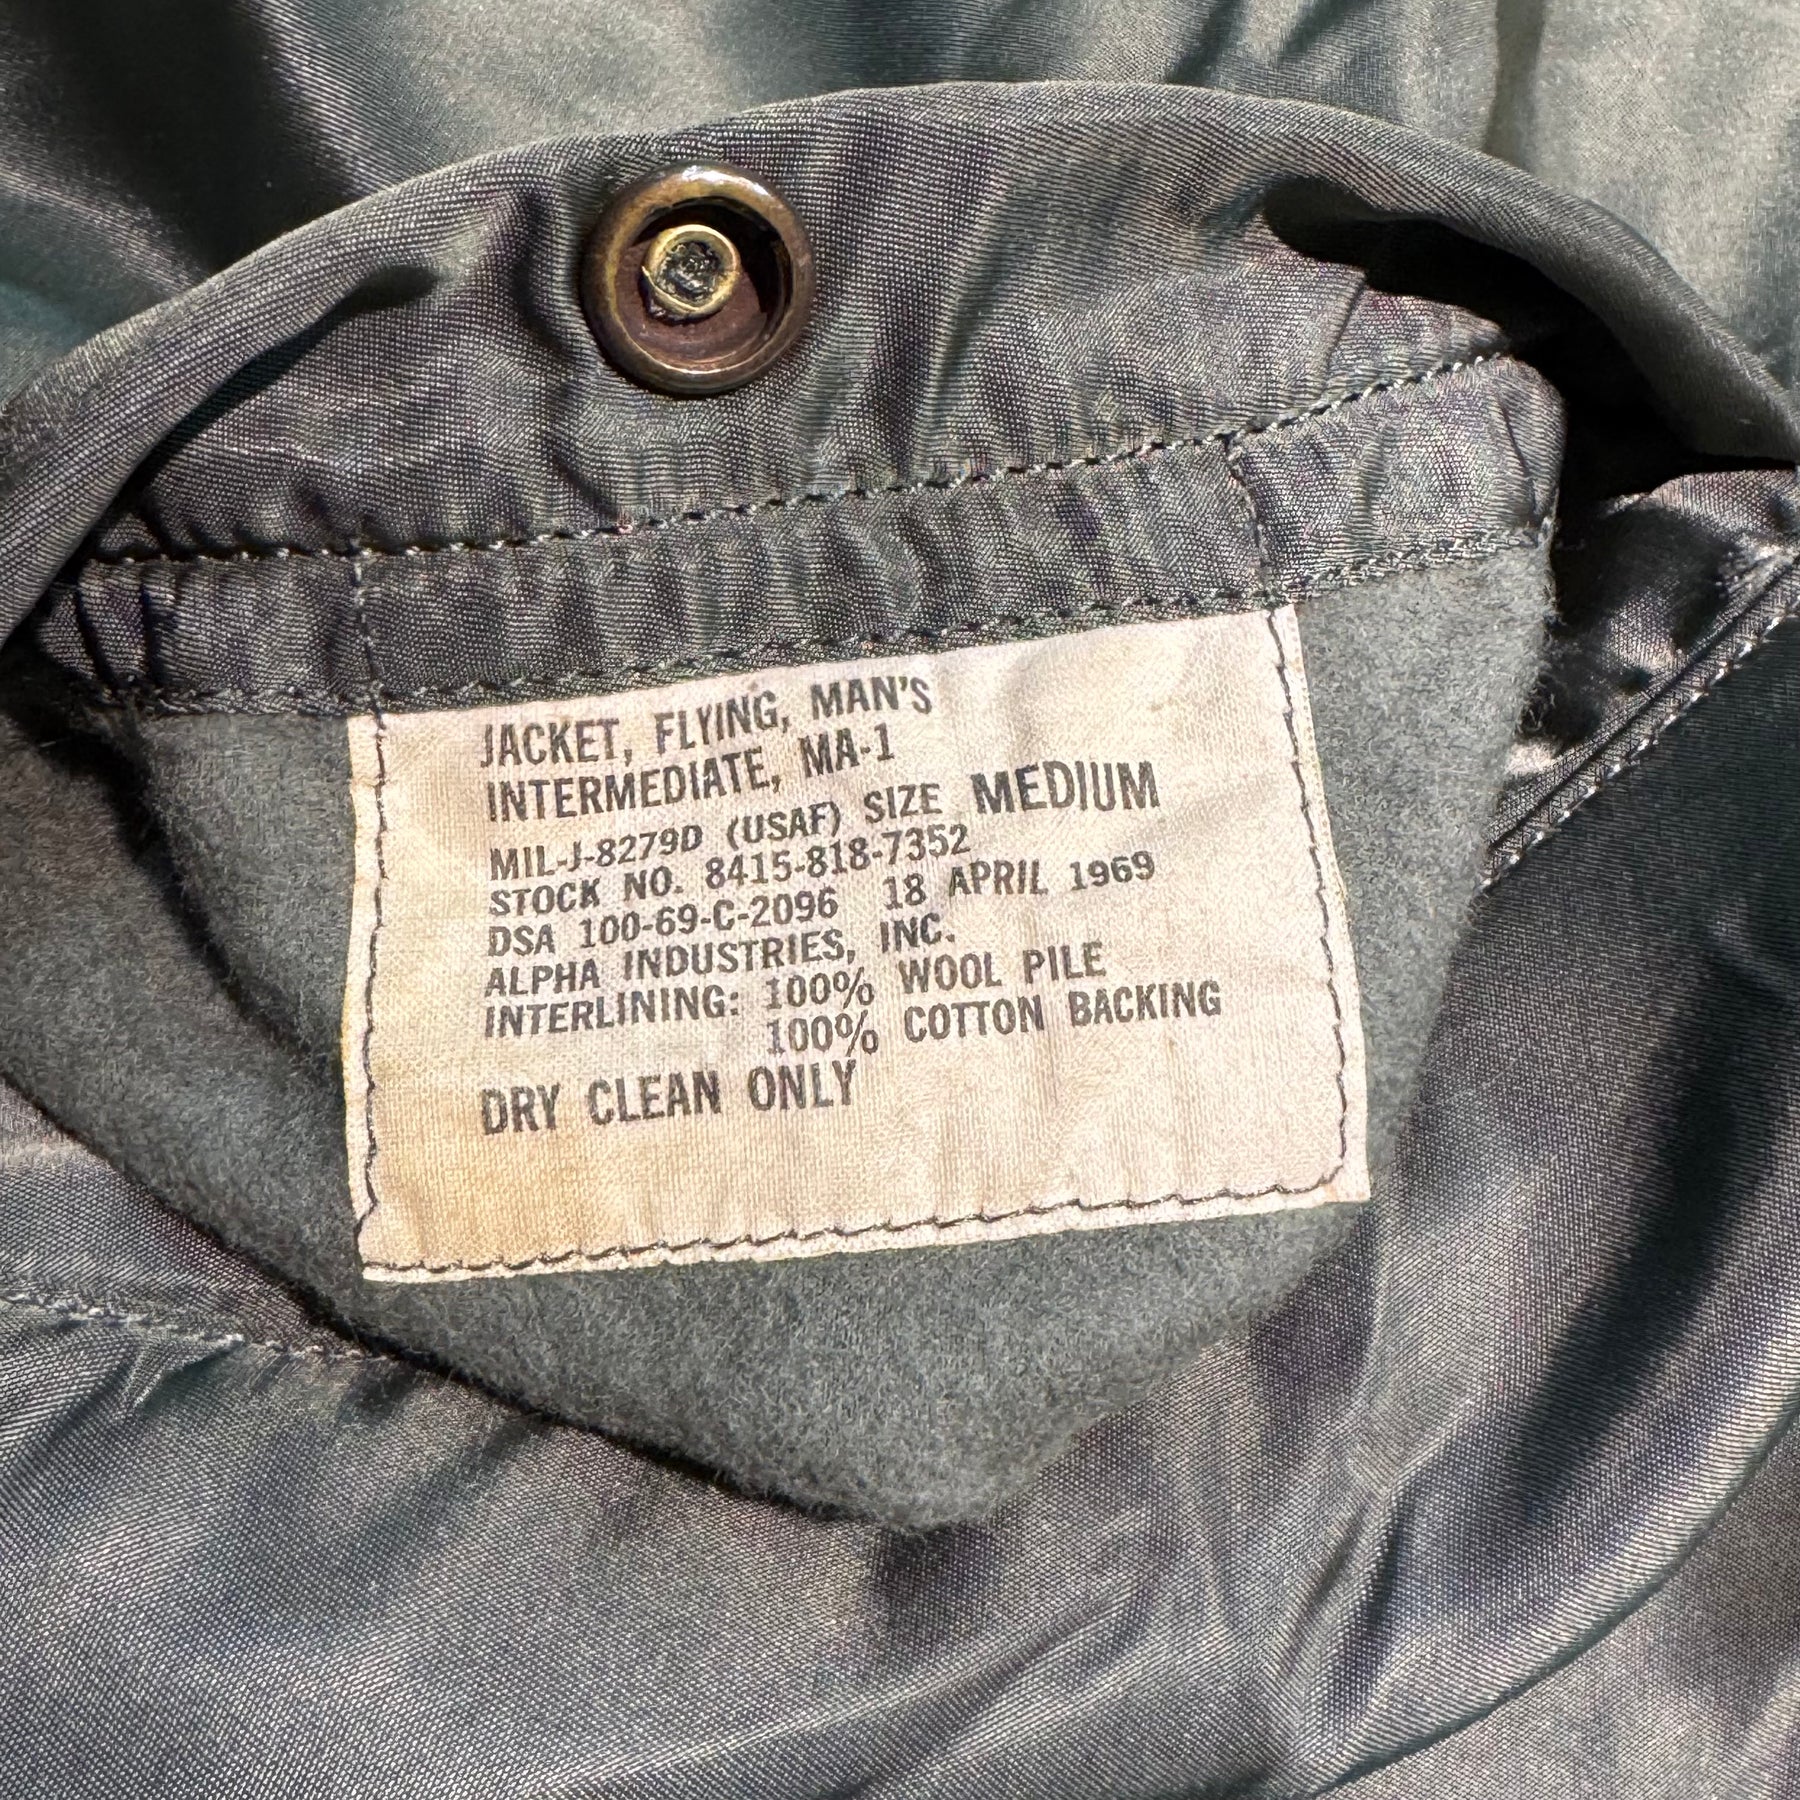 JACKET, FLYING, MAN'S
INTERMEDIATE, MA-1
MIL-J-8279D (USAF) SIZE MEDIUM
STOCK NO. 8415-818-7352
DSA 100-69-C-2096 18 APRIL 1969
ALPHA INDUSTRIES, INC.
INTERLINING: 100% WOOL PILE
100% COTTON BACKING
DRY CLEAN ONLY